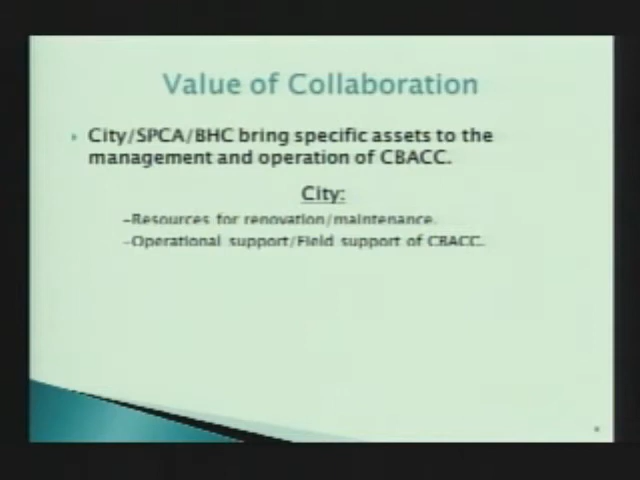 Value of Collaboration
City/SPCA/BHC bring specific assets to the
management and operation of CBACC.
City:
-Resources for renovation/maintenance.
-Operational support/Field support of CBACC.